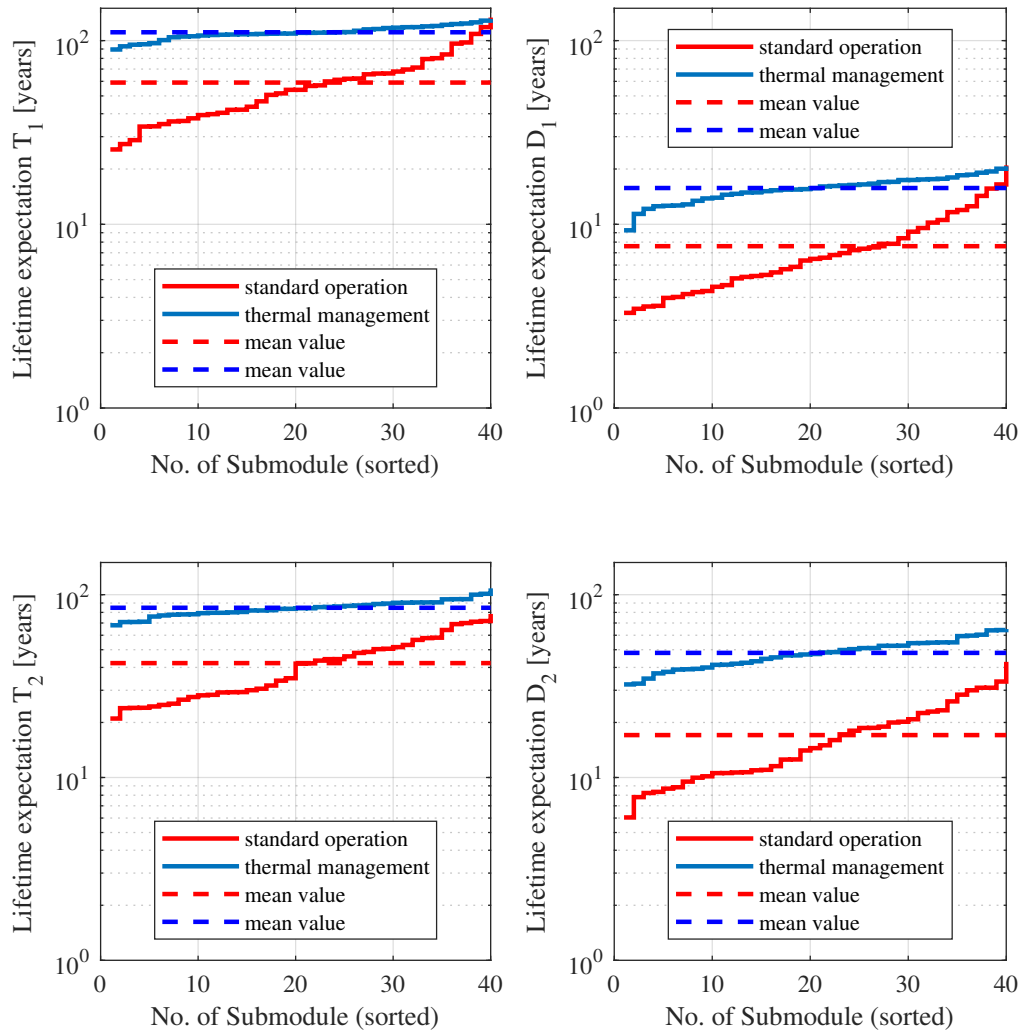 Lifetime expectation T_1 [years]
10^2
10^1
10^0
standard operation
thermal management
mean value
mean value
0 10 20 30 40
No. of Submodule (sorted)
Lifetime expectation D_1 [years]
10^2
10^1
10^0
standard operation
thermal management
mean value
mean value
0 10 20 30 40
No. of Submodule (sorted)
Lifetime expectation T_2 [years]
10^2
10^1
10^0
standard operation
thermal management
mean value
mean value
0 10 20 30 40
No. of Submodule (sorted)
Lifetime expectation D_2 [years]
10^2
10^1
10^0
standard operation
thermal management
mean value
mean value
0 10 20 30 40
No. of Submodule (sorted)